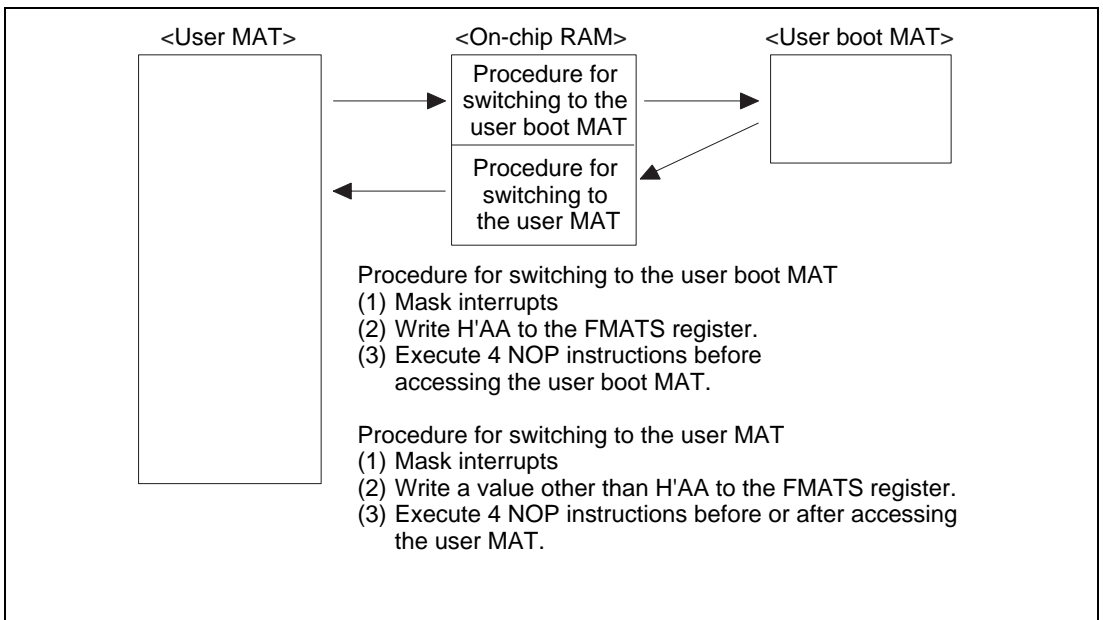 <User MAT>
<On-chip RAM>
<User boot MAT>
Procedure for
switching to the
user boot MAT
Procedure for
switching to
the user MAT
Procedure for switching to the user boot MAT
(1) Mask interrupts
(2) Write H'AA to the FMATS register.
(3) Execute 4 NOP instructions before
accessing the user boot MAT.
Procedure for switching to the user MAT
(1) Mask interrupts
(2) Write a value other than H'AA to the FMATS register.
(3) Execute 4 NOP instructions before or after accessing
the user MAT.